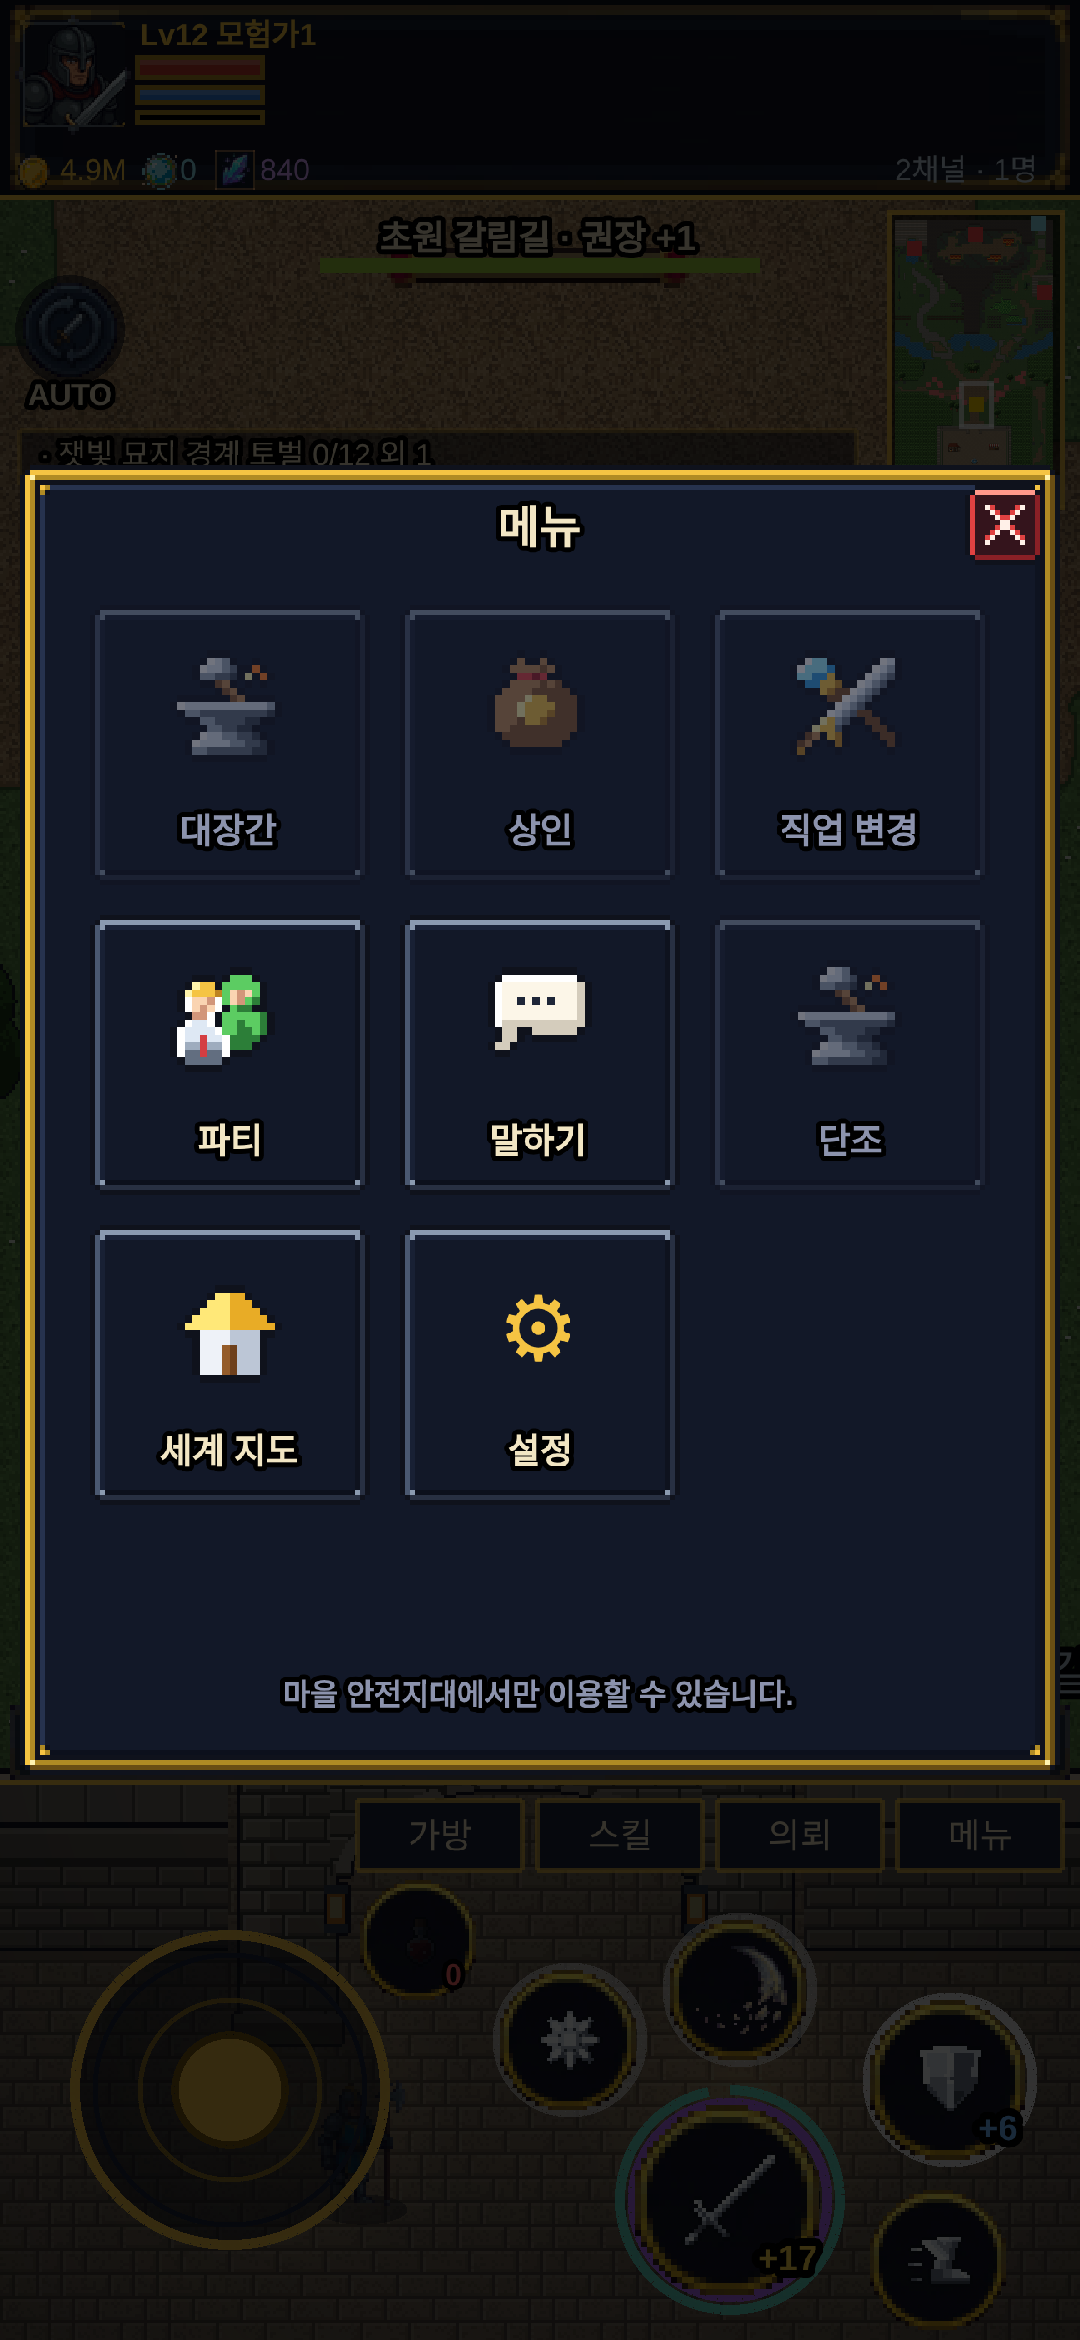 Lv12 모험가1
4.9M 0 840 2채널 · 1명
초원 갈림길 · 권장 +1
AUTO
• 잿빛 묘지 경계 토벌 0/12 외 1
메뉴
대장간 상인 직업 변경
파티 말하기 단조
세계 지도 설정
마을 안전지대에서만 이용할 수 있습니다.
가방 스킬 의뢰 메뉴
0
+6
+17